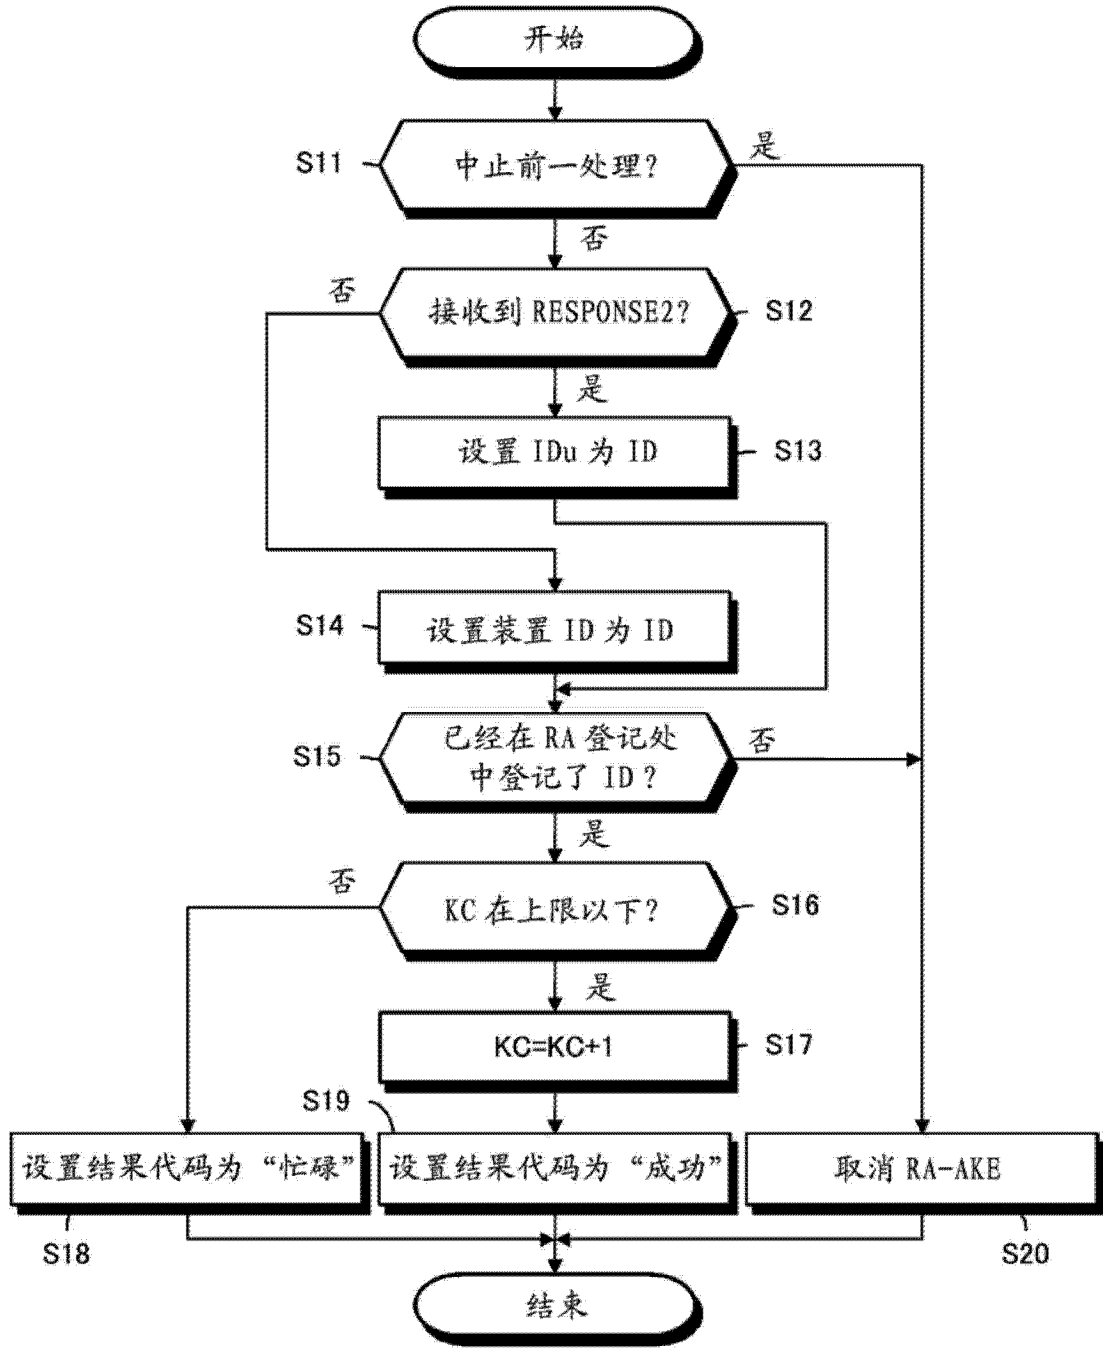 开始
S11
中止前一处理?
是
否
否
接收到 RESPONSE2?
S12
是
设置 IDu 为 ID
S13
S14
设置装置 ID 为 ID
S15
已经在 RA 登记处
中登记了 ID?
否
是
否
KC 在上限以下?
S16
是
KC=KC+1
S17
S19
设置结果代码为 “忙碌”
设置结果代码为 “成功”
取消 RA-AKE
S18
S20
结束